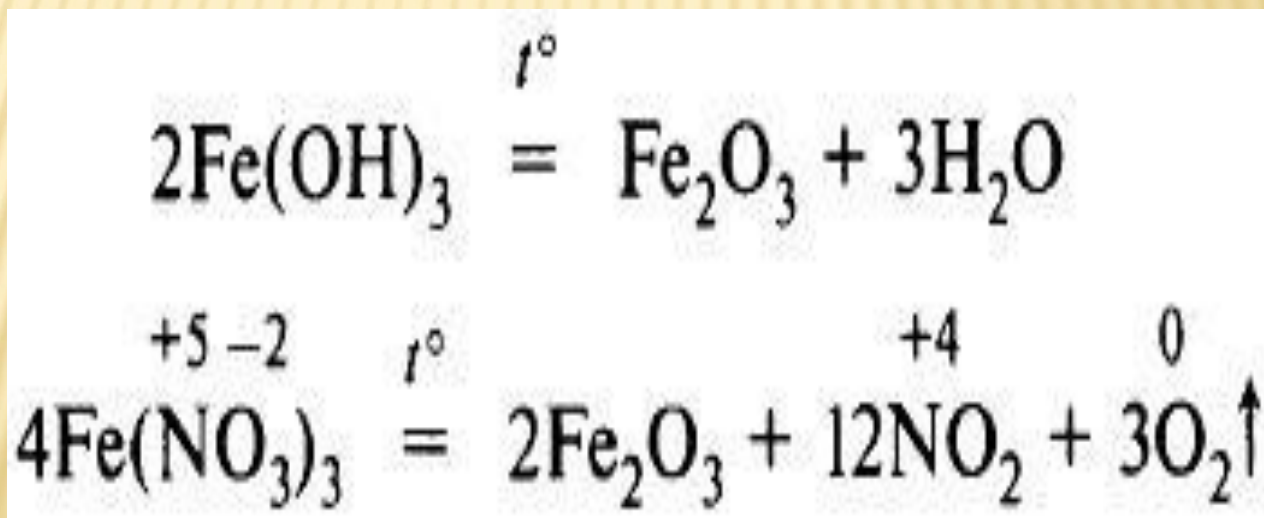 t°
2Fe(OH)₃ = Fe₂O₃ + 3H₂O
+5 –2 t° +4 0
4Fe(NO₃)₃ = 2Fe₂O₃ + 12NO₂ + 3O₂↑